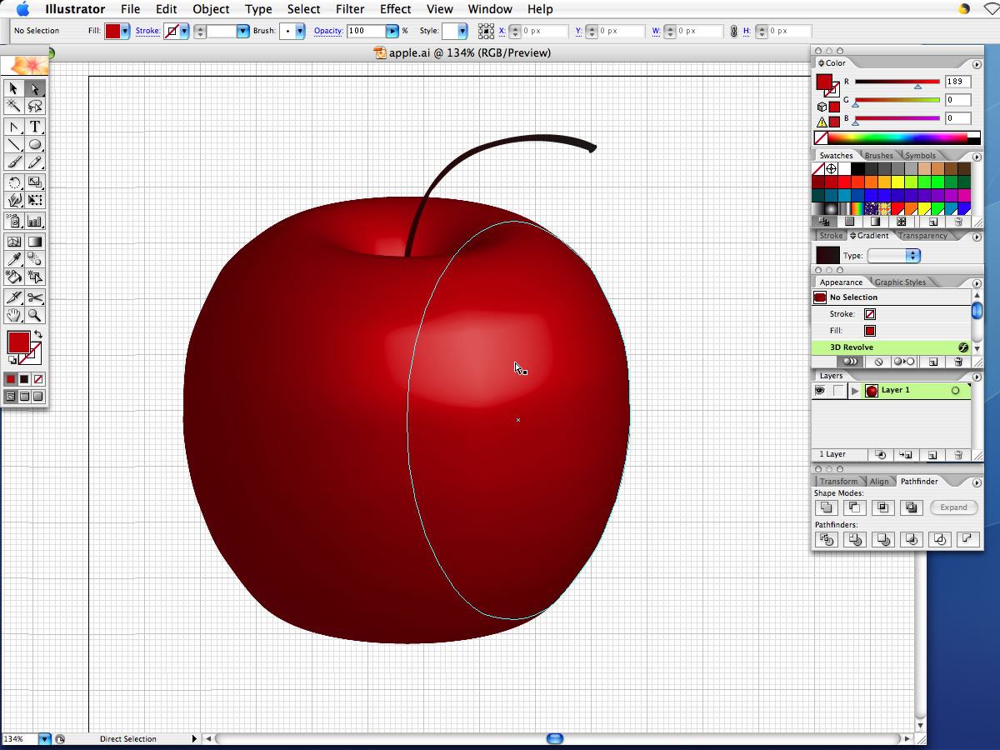 Illustrator File Edit Object Type Select Filter Effect View Window Help
No Selection Fill: Stroke: Brush: Opacity: 100 % Style: X: 0 px Y: 0 px W: 0 px H: 0 px
apple.ai @ 134% (RGB/Preview)
Color
R 189
G 0
B 0
Swatches Brushes Symbols
Stroke Gradient Transparency
Type:
Appearance Graphic Styles
No Selection
Stroke:
Fill:
3D Revolve
Layers
Layer 1
1 Layer
Transform Align Pathfinder
Shape Modes:
Expand
Pathfinders:
134% Direct Selection